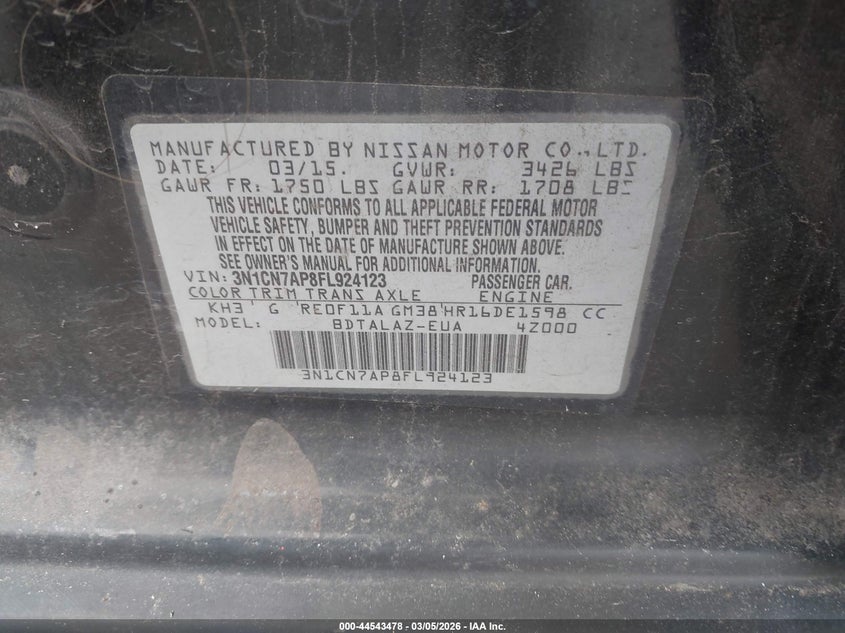 MANUFACTURED BY NISSAN MOTOR CO., LTD.
DATE: 03/15. GVWR: 3426 LBS
GAWR FR: 1750 LBS GAWR RR: 1708 LBS
THIS VEHICLE CONFORMS TO ALL APPLICABLE FEDERAL MOTOR
VEHICLE SAFETY, BUMPER AND THEFT PREVENTION STANDARDS
IN EFFECT ON THE DATE OF MANUFACTURE SHOWN ABOVE.
SEE OWNER'S MANUAL FOR ADDITIONAL INFORMATION.
VIN: 3N1CN7AP8FL924123 PASSENGER CAR.
COLOR TRIM TRANS AXLE ENGINE
KH3 G RE0F11A GM38 HR16DE1598 CC
MODEL: BDTALAZ-EUA 4Z000
3N1CN7AP8FL924123
000-44543478 | 03/05/2026 | IAA Inc.